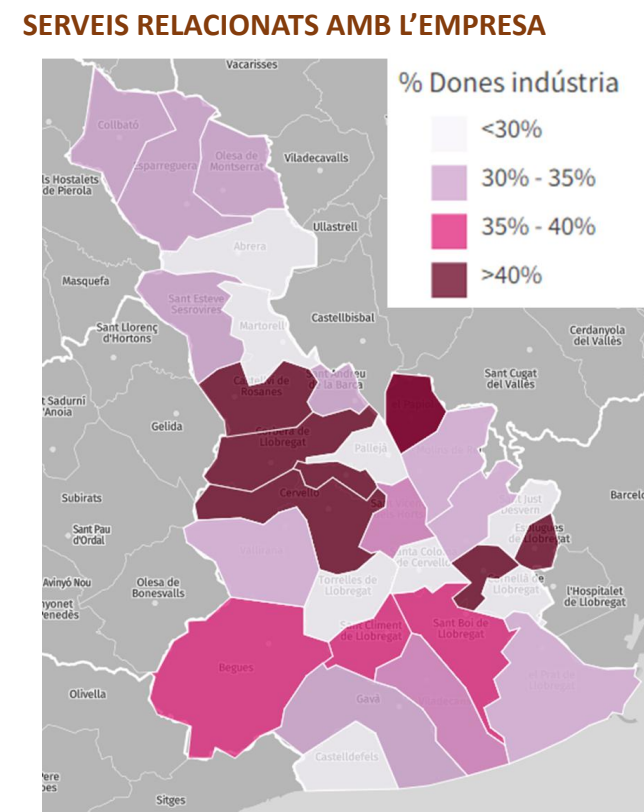 SERVEIS RELACIONATS AMB L'EMPRESA
% Dones indústria
<30%
30% - 35%
35% - 40%
>40%
Vacarisses
Collbató
Esparreguera
Olesa de
Montserrat
Viladecavalls
ls Hostalets
de Pierola
Ullastrell
Abrera
Masquefa
Sant Esteve
Sesrovires
Martorell
Castellbisbal
Sant Llorenç
d'Hortons
Cerdanyola
del Vallès
Sant Cugat
del Vallès
Castellví de
Rosanes
Sant Andreu
de la Barca
t Sadurní
d'Anoia
Gelida
Corbera de
Llobregat
Pallejà
Subirats
Cervelló
Sant Just
Desvern
Barcelo
Sant Pau
d'Ordal
Esplugues
de Llobregat
Vallirana
Santa Coloma
de Cervelló
Avinyó Nou
Olesa de
Bonesvalls
Torrelles de
Llobregat
Cornellà de
Llobregat
l'Hospitalet
de Llobregat
nyonet
Penedès
Sant Climent
de Llobregat
Sant Boi de
Llobregat
Begues
Olivella
Gavà
Viladecans
Castelldefels
Sitges